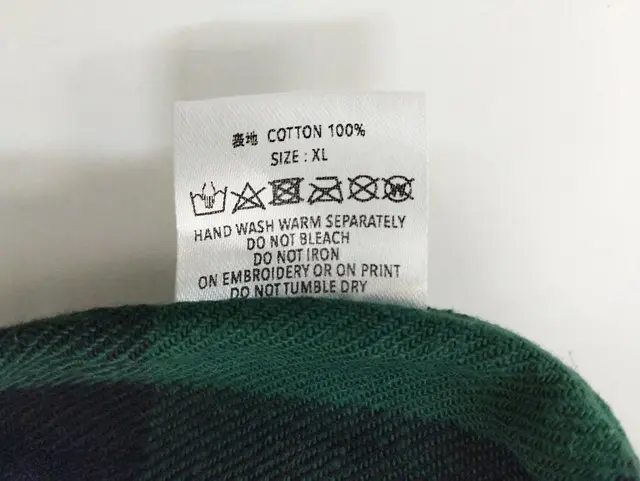 表地 COTTON 100%
SIZE : XL
W
HAND WASH WARM SEPARATELY
DO NOT BLEACH
DO NOT IRON
ON EMBROIDERY OR ON PRINT
DO NOT TUMBLE DRY